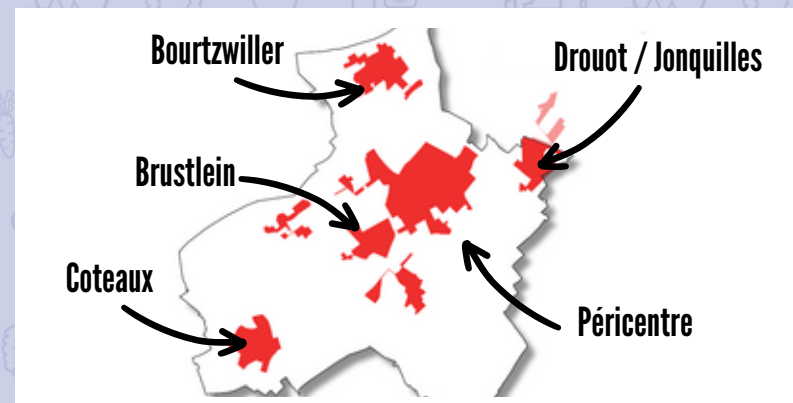 Bourtzwiller
Drouot / Jonquilles
Brustlein
Coteaux
Péricentre